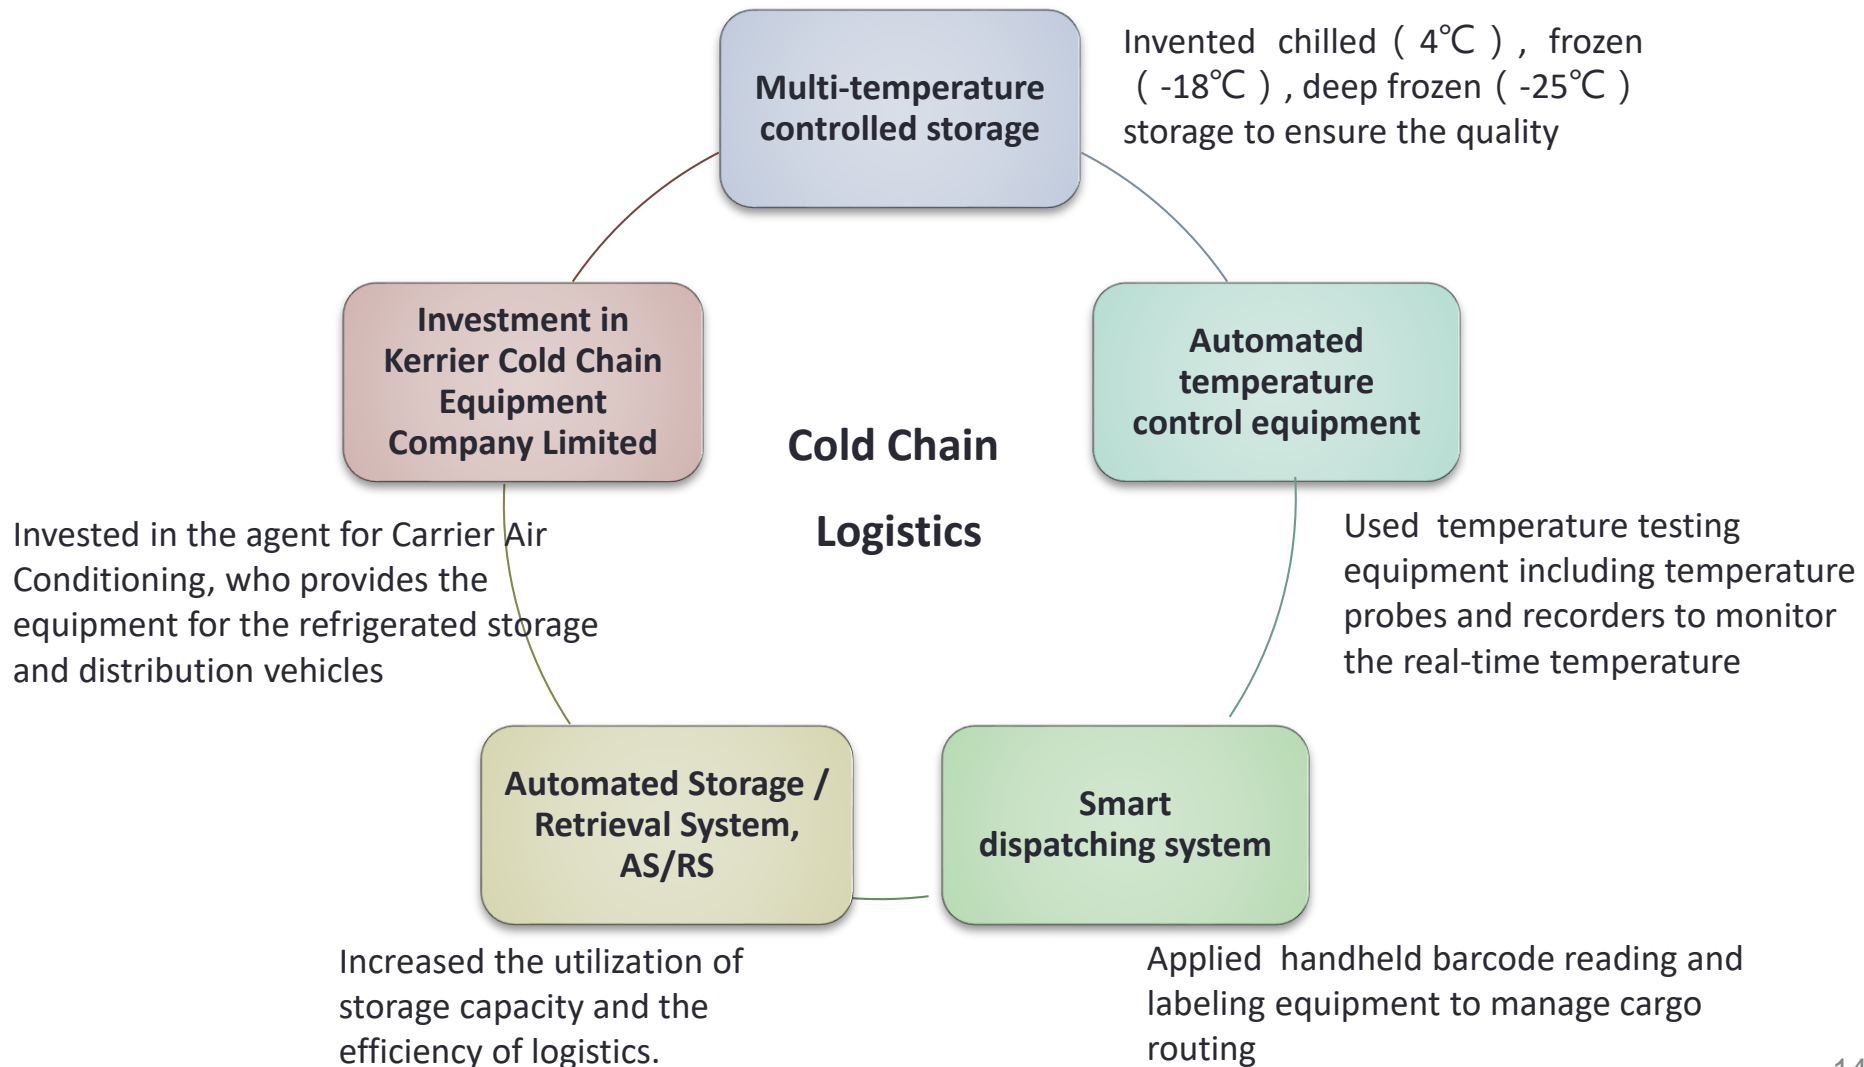 Multi-temperature
controlled storage
Invented chilled ( 4℃ ) , frozen
( -18℃ ) , deep frozen ( -25℃ )
storage to ensure the quality
Investment in
Kerrier Cold Chain
Equipment
Company Limited
Automated
temperature
control equipment
Cold Chain
Logistics
Invested in the agent for Carrier Air
Conditioning, who provides the
equipment for the refrigerated storage
and distribution vehicles
Used temperature testing
equipment including temperature
probes and recorders to monitor
the real-time temperature
Automated Storage /
Retrieval System,
AS/RS
Smart
dispatching system
Increased the utilization of
storage capacity and the
efficiency of logistics.
Applied handheld barcode reading and
labeling equipment to manage cargo
routing
14